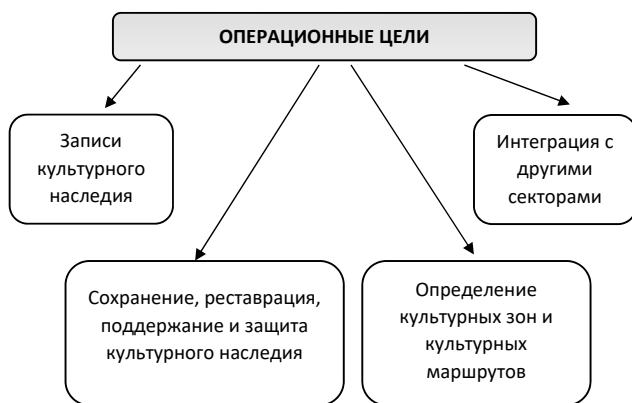 ОПЕРАЦИОННЫЕ ЦЕЛИ
Записи
культурного
наследия
Интеграция с
другими
секторами
Сохранение, реставрация,
поддержание и защита
культурного наследия
Определение
культурных зон и
культурных
маршрутов